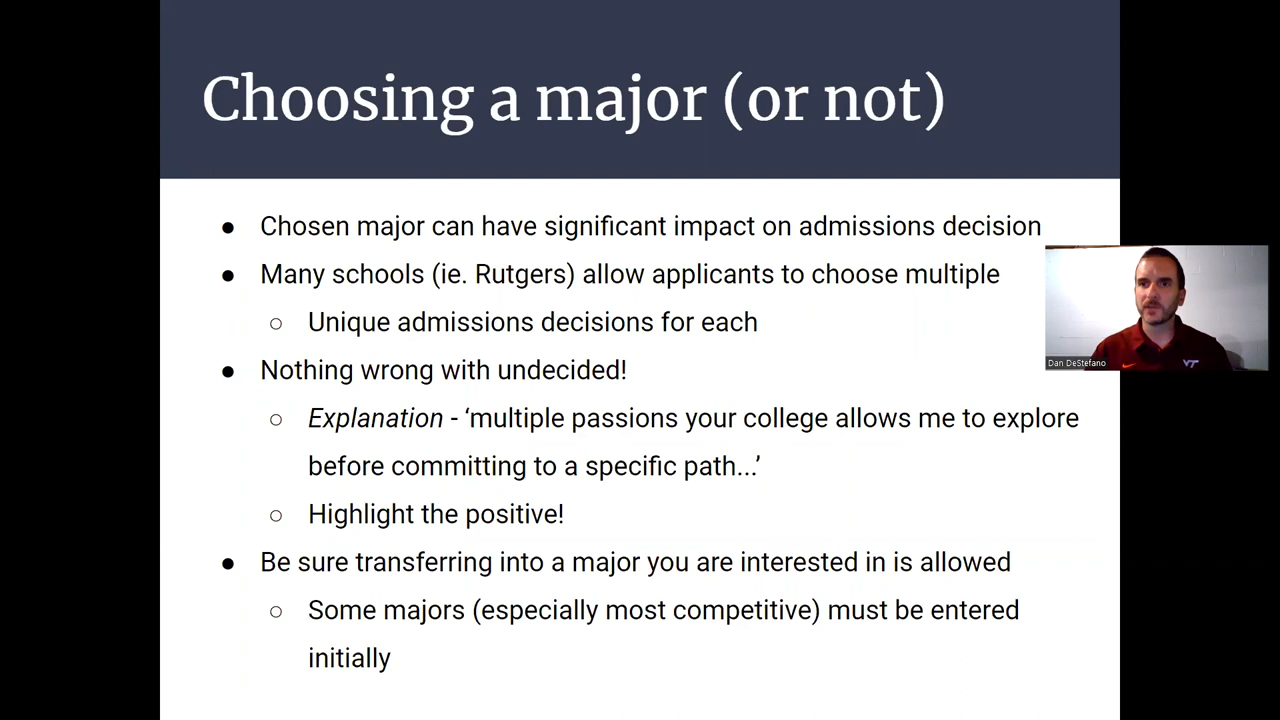 Choosing a major (or not)
● Chosen major can have significant impact on admissions decision
● Many schools (ie. Rutgers) allow applicants to choose multiple
○ Unique admissions decisions for each
● Nothing wrong with undecided!
○ Explanation - ‘multiple passions your college allows me to explore
before committing to a specific path...’
○ Highlight the positive!
● Be sure transferring into a major you are interested in is allowed
○ Some majors (especially most competitive) must be entered
initially
Dan DeStefano
VT